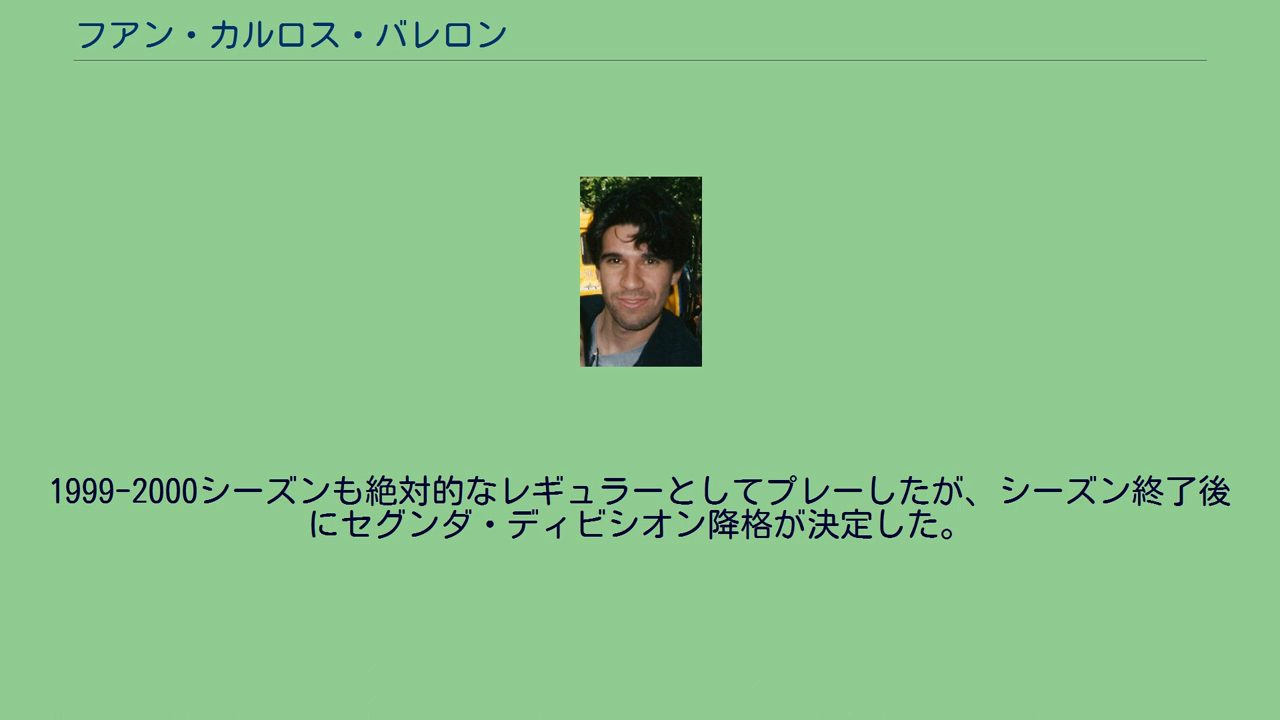 フアン・カルロス・バレロン
1999-2000シーズンも絶対的なレギュラーとしてプレーしたが、シーズン終了後
にセグンダ・ディビシオン降格が決定した。